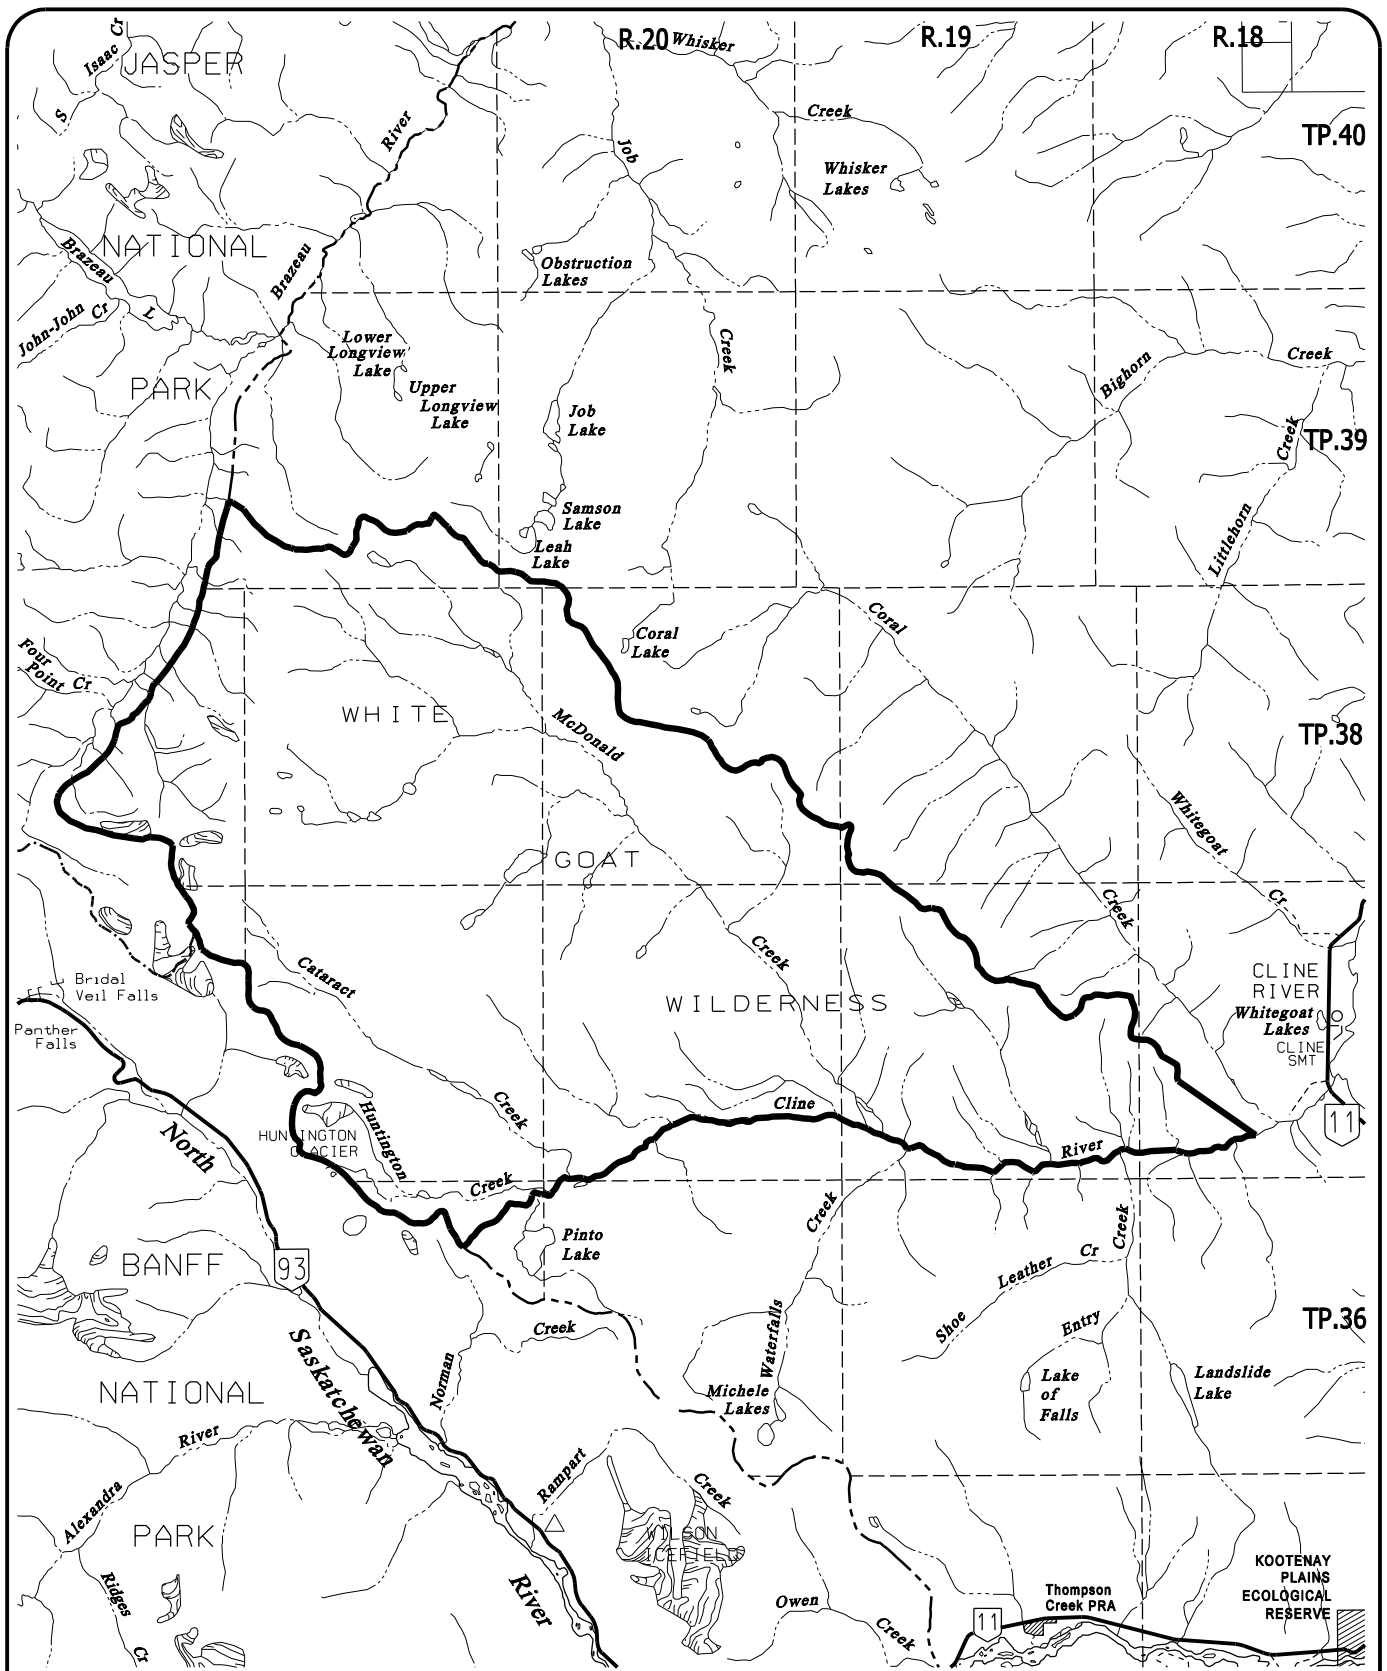 R.20
R.19
R.18
Whisker
Isaac Cr
S
JASPER
River
Creek
TP.40
Job
Whisker
Lakes
Brazeau
NATIONAL
Brazeau
Obstruction
Lakes
John-John Cr
L
Lower
Longview
Lake
Creek
Bighorn
Creek
PARK
Upper
Longview
Lake
Job
Lake
Creek
TP.39
Samson
Lake
Leah
Lake
Littlehorn
Coral
Coral
Lake
Four
Point Cr
WHITE
McDonald
TP.38
Whitegoat
GOAT
Creek
Cr
Creek
Cataract
CLINE
RIVER
Bridal
Veil Falls
WILDERNESS
Whitegoat
Lakes
Panther
Falls
CLINE
SMT
Creek
Cline
11
Huntington
HUNTINGTON
GLACIER
North
River
Creek
Creek
Creek
Pinto
Lake
Leather Cr
BANFF
93
Shoe
Entry
TP.36
Creek
Waterfalls
Saskatchewan
Norman
Michele
Lakes
Lake
of
Falls
Landslide
Lake
NATIONAL
River
Rampart
Creek
Alexandra
PARK
WILSON
ICEFIELD
KOOTENAY
PLAINS
ECOLOGICAL
RESERVE
Ridges
River
Thompson
Creek PRA
Owen
Creek
11
Cr